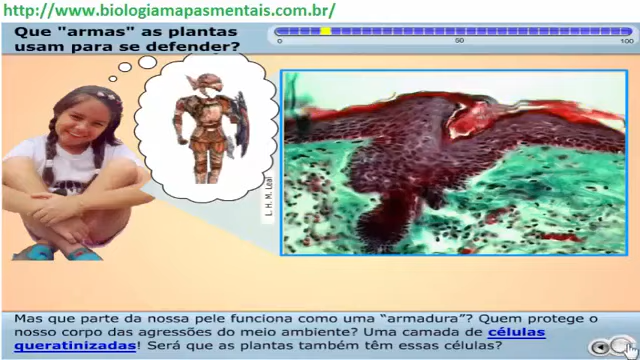 http://www.biologiamapasmentais.com.br/
Que "armas" as plantas
usam para se defender?
0
50
100
L. H. M. Leal
Mas que parte da nossa pele funciona como uma “armadura”? Quem protege o
nosso corpo das agressões do meio ambiente? Uma camada de células
queratinizadas! Será que as plantas também têm essas células?